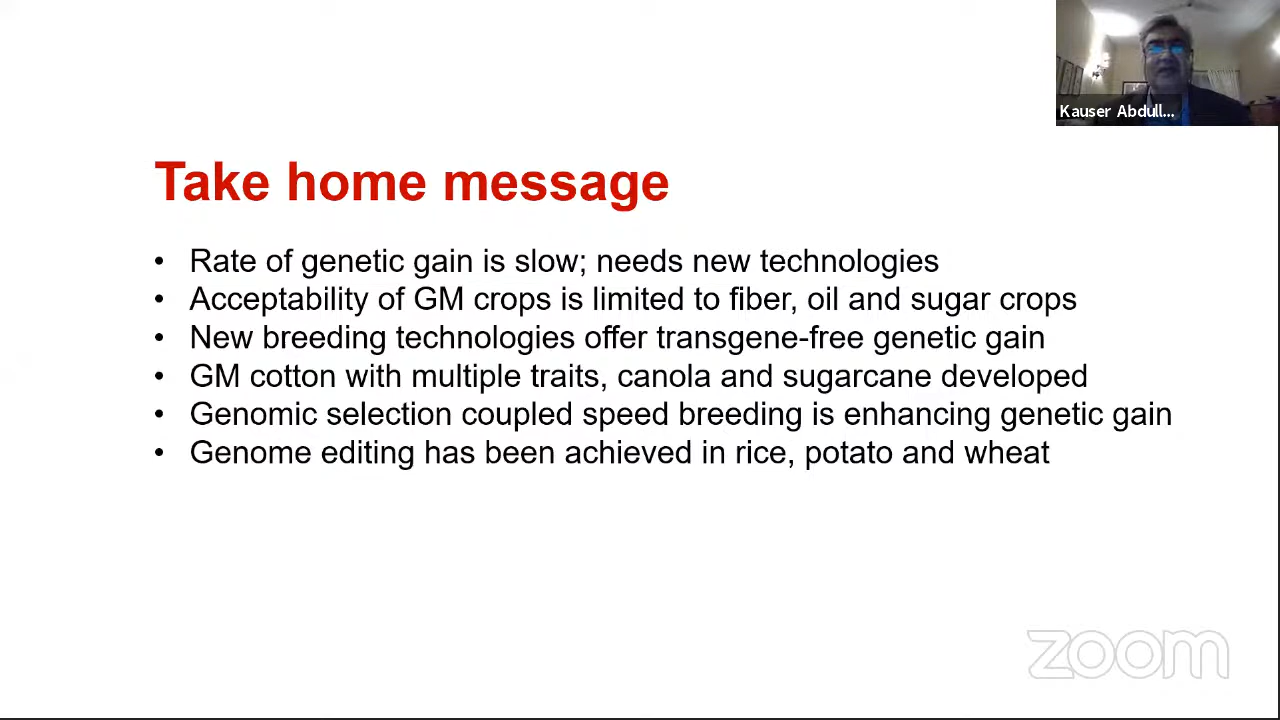 Kauser Abdull...
Take home message
• Rate of genetic gain is slow; needs new technologies
• Acceptability of GM crops is limited to fiber, oil and sugar crops
• New breeding technologies offer transgene-free genetic gain
• GM cotton with multiple traits, canola and sugarcane developed
• Genomic selection coupled speed breeding is enhancing genetic gain
• Genome editing has been achieved in rice, potato and wheat
zoom